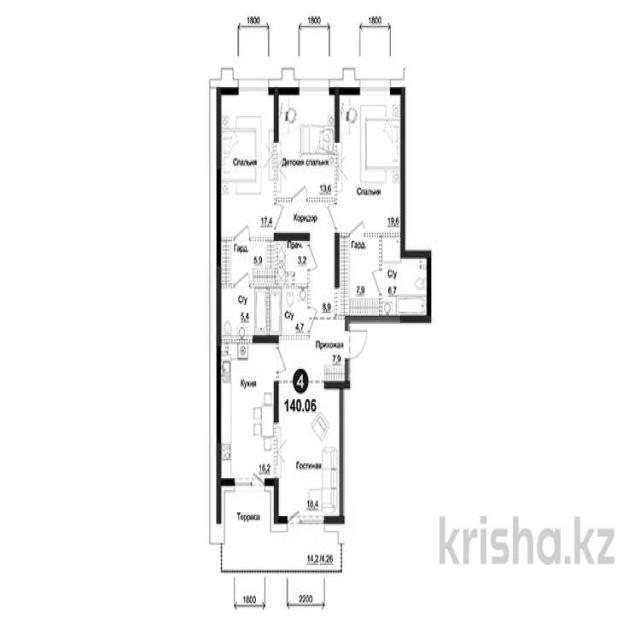 1800 1800 1800
Спальня
Детская спальня
Спальня
13,6
17,4
Коридор
19,6
Гард.
Прач.
Гард.
5,9
3,2
7,9
С/у
6,7
С/у
5,4
С/у
4,7
8,9
Прихожая
7,9
Кухня
4
140.06
16,2
Гостиная
18,4
Терраса
14,2/4,26
1800 2200
krisha.kz